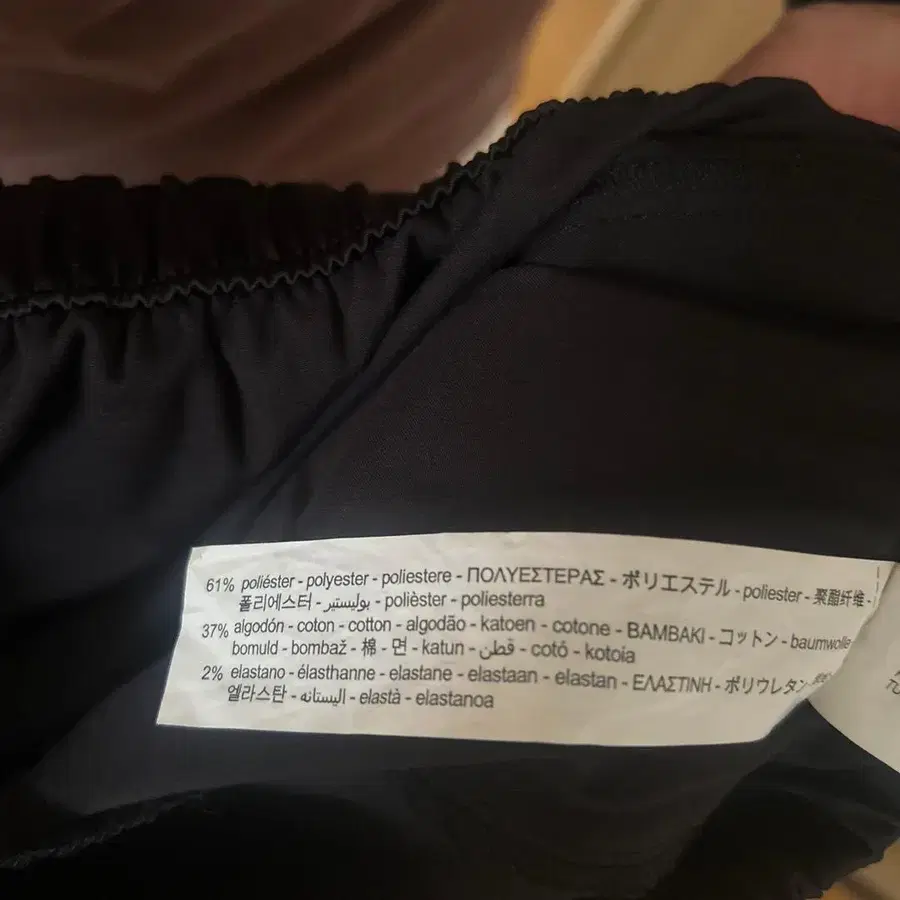 61% poliéster - polyester - poliestere - ΠΟΛΥΕΣΤΕΡΑΣ - ポリエステル - poliester - 聚酯纤维 -
폴리에스터 - بوليستير - polièster - poliesterra
37% algodón - coton - cotton - algodão - katoen - cotone - ΒΑΜΒΑΚΙ - コットン - baumwolle
bomuld - bombaž - 棉 - 면 - katun - قطن - cotó - kotoia
2% elastano - élasthanne - elastane - elastaan - elastan - ΕΛΑΣΤΙΝΗ - ポリウレタン
엘라스탄 - اليستانه - elastà - elastanoa